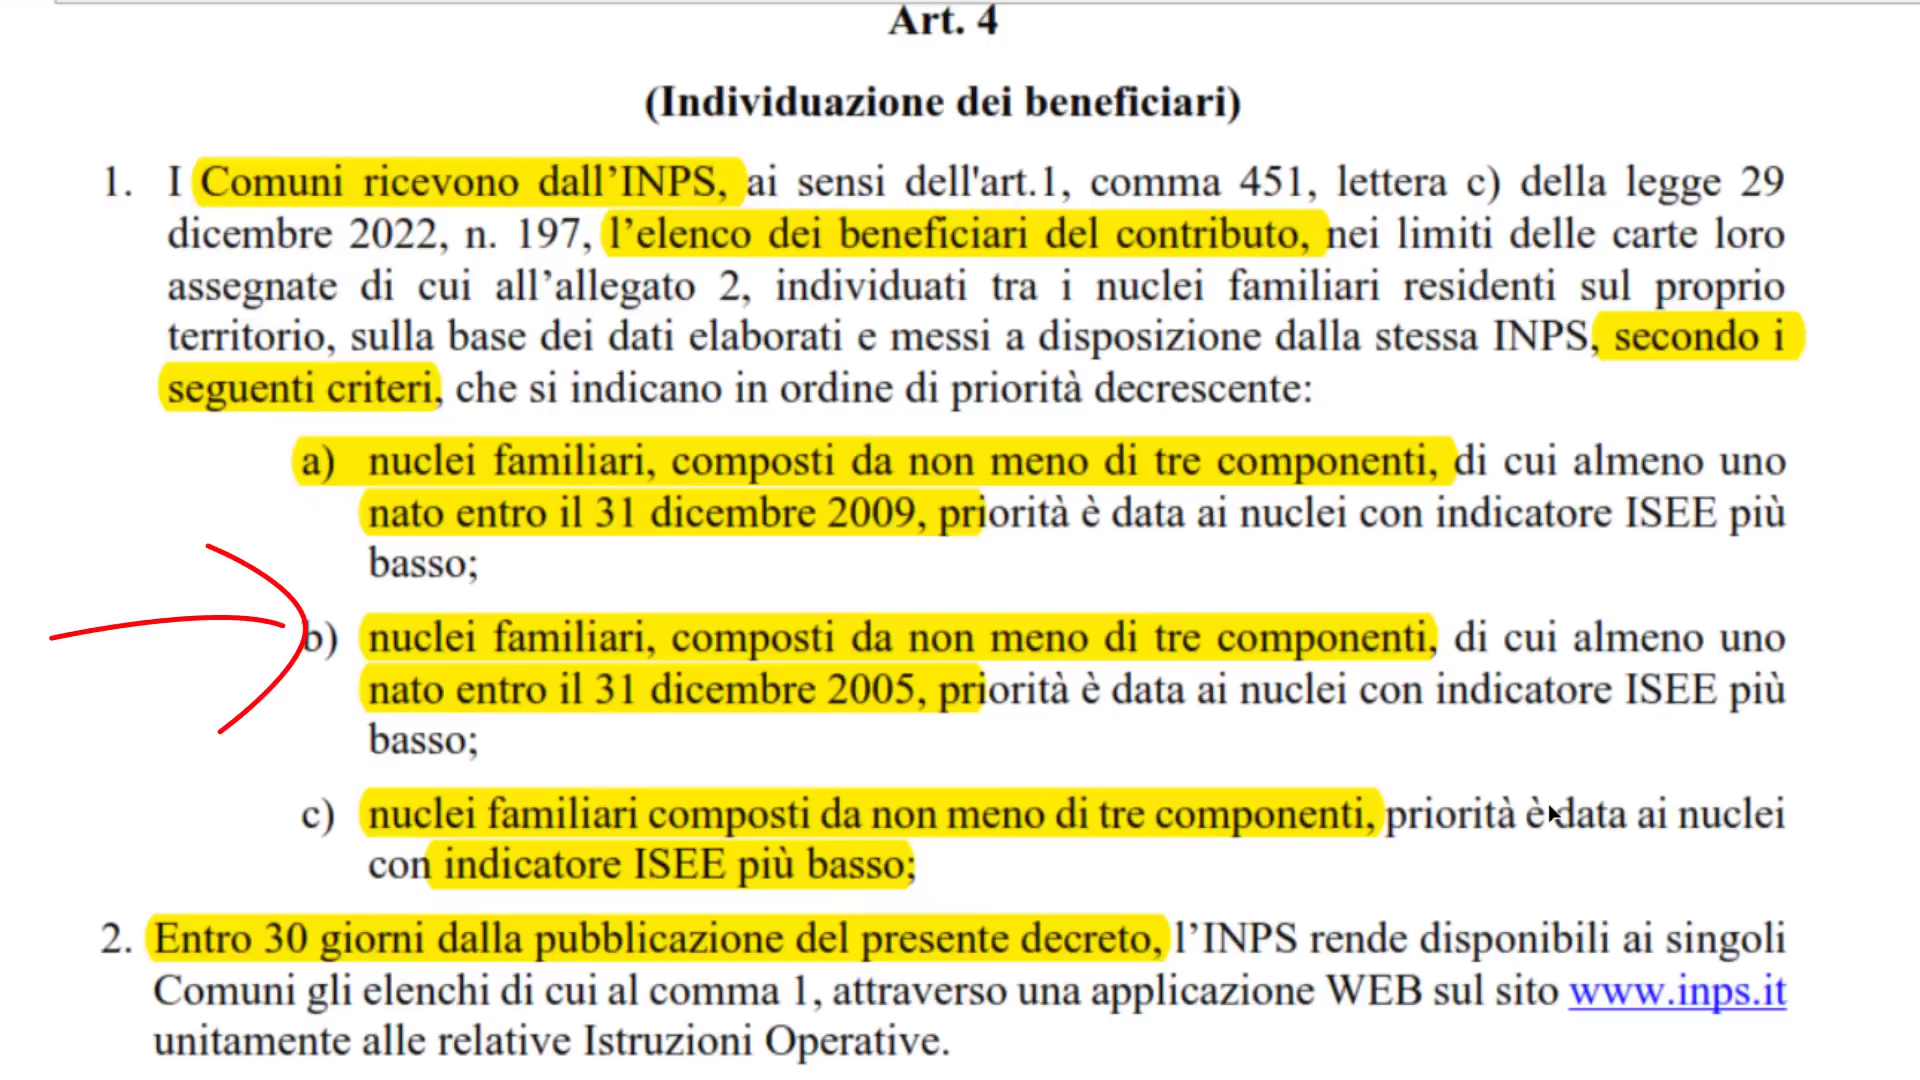 Art. 4
(Individuazione dei beneficiari)
1. I Comuni ricevono dall’INPS, ai sensi dell'art.1, comma 451, lettera c) della legge 29
dicembre 2022, n. 197, l’elenco dei beneficiari del contributo, nei limiti delle carte loro
assegnate di cui all’allegato 2, individuati tra i nuclei familiari residenti sul proprio
territorio, sulla base dei dati elaborati e messi a disposizione dalla stessa INPS, secondo i
seguenti criteri, che si indicano in ordine di priorità decrescente:
a) nuclei familiari, composti da non meno di tre componenti, di cui almeno uno
nato entro il 31 dicembre 2009, priorità è data ai nuclei con indicatore ISEE più
basso;
b) nuclei familiari, composti da non meno di tre componenti, di cui almeno uno
nato entro il 31 dicembre 2005, priorità è data ai nuclei con indicatore ISEE più
basso;
c) nuclei familiari composti da non meno di tre componenti, priorità è data ai nuclei
con indicatore ISEE più basso;
2. Entro 30 giorni dalla pubblicazione del presente decreto, l’INPS rende disponibili ai singoli
Comuni gli elenchi di cui al comma 1, attraverso una applicazione WEB sul sito www.inps.it
unitamente alle relative Istruzioni Operative.